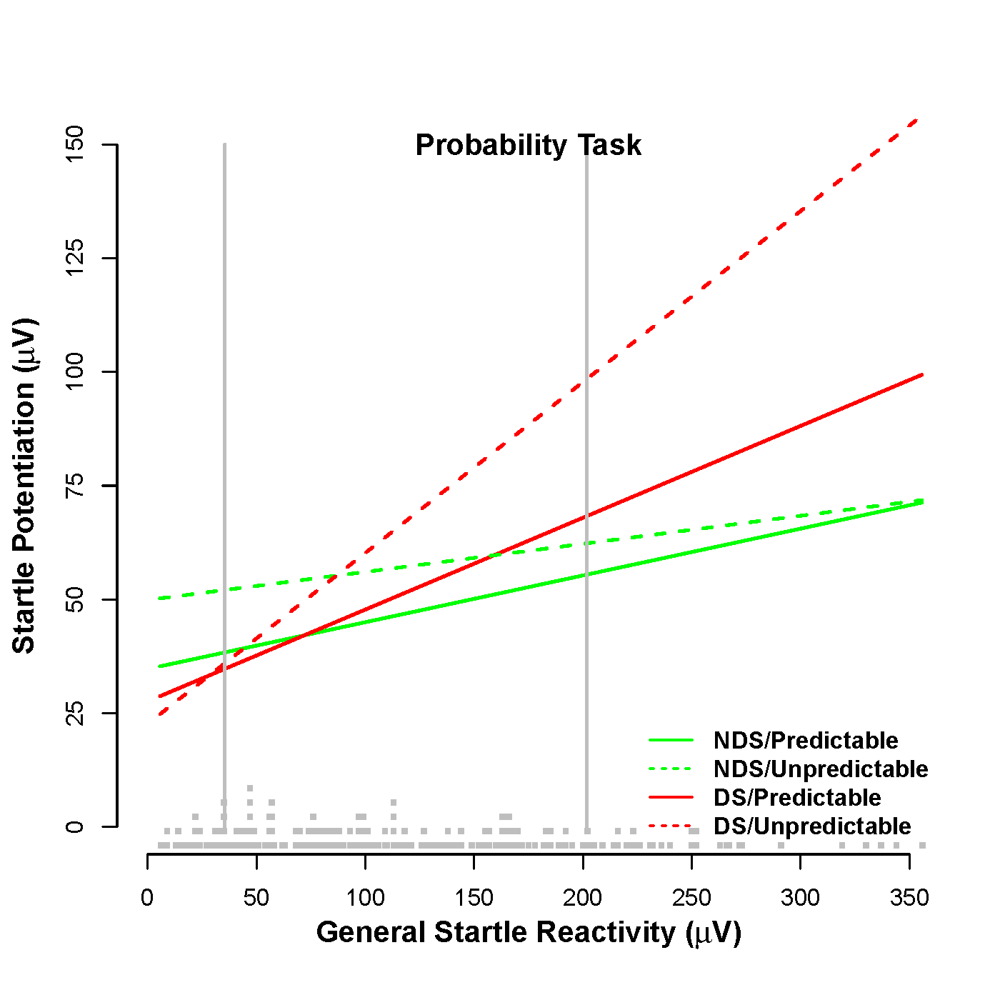 Probability Task
150
125
100
75
50
25
0
Startle Potentiation (μV)
NDS/Predictable
NDS/Unpredictable
DS/Predictable
DS/Unpredictable
0 50 100 150 200 250 300 350
General Startle Reactivity (μV)